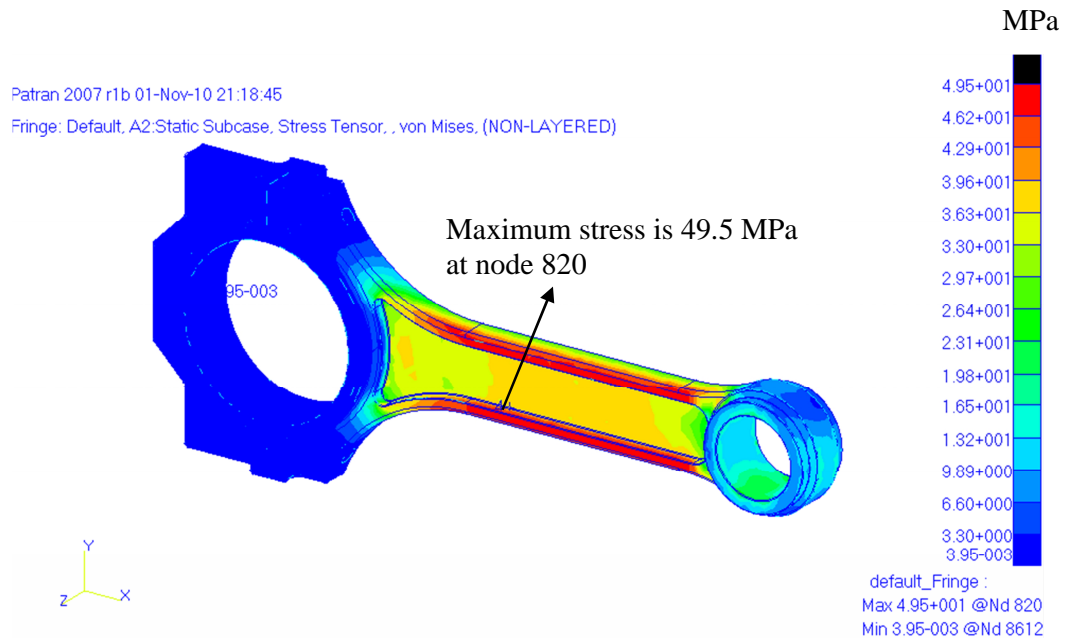 MPa
Patran 2007 r1b 01-Nov-10 21:18:45
Fringe: Default, A2:Static Subcase, Stress Tensor, , von Mises, (NON-LAYERED)
Maximum stress is 49.5 MPa
at node 820
95-003
4.95+001
4.62+001
4.29+001
3.96+001
3.63+001
3.30+001
2.97+001
2.64+001
2.31+001
1.98+001
1.65+001
1.32+001
9.89+000
6.60+000
3.30+000
3.95-003
Y
Z
X
default_Fringe :
Max 4.95+001 @Nd 820
Min 3.95-003 @Nd 8612